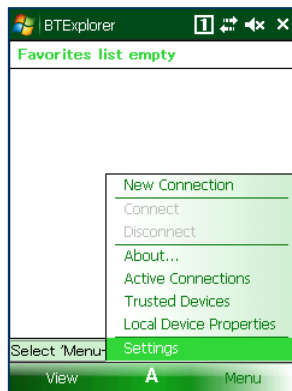 BTExplorer 1
Favorites list empty
New Connection
Connect
Disconnect
About...
Active Connections
Trusted Devices
Local Device Properties
Select 'Menu-
Settings
View A Menu